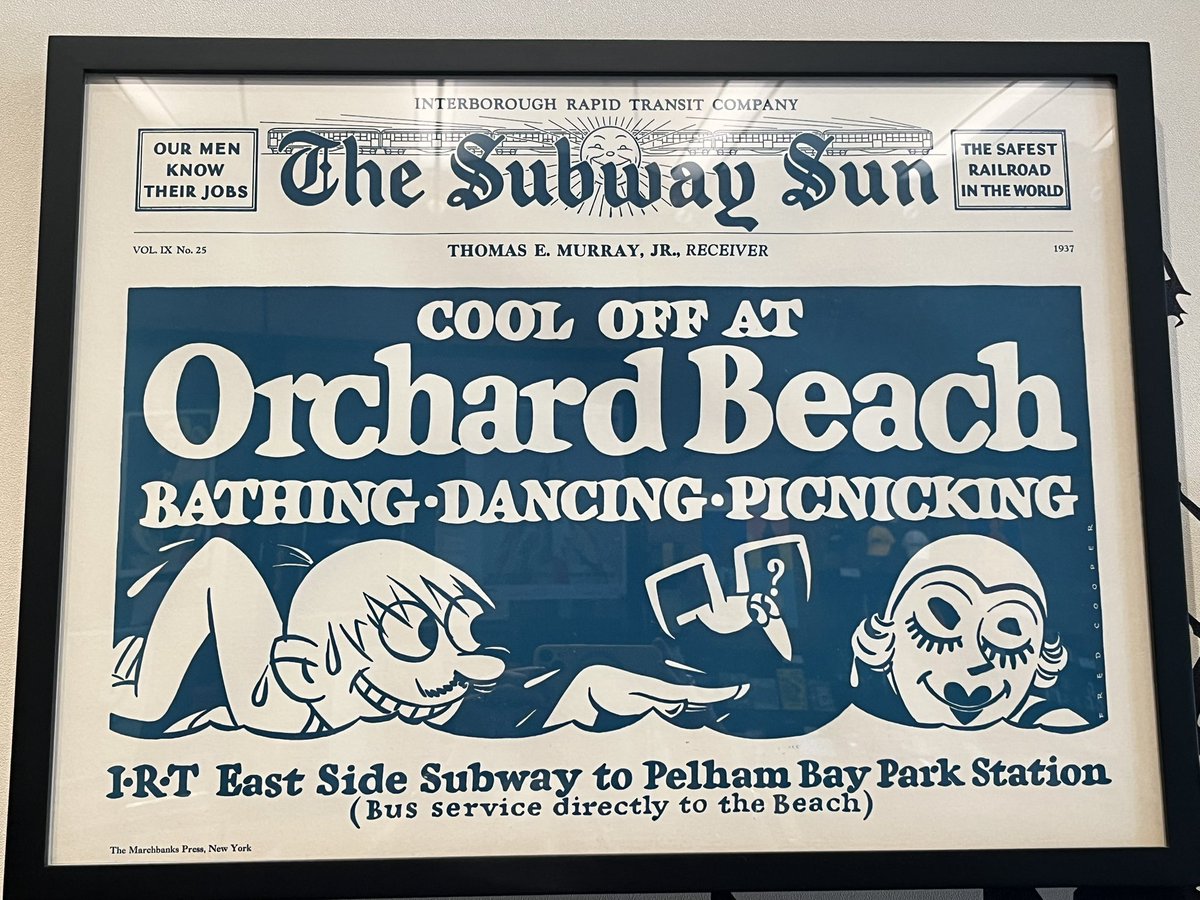 INTERBOROUGH RAPID TRANSIT COMPANY
OUR MEN
KNOW
THEIR JOBS
The Subway Sun
THE SAFEST
RAILROAD
IN THE WORLD
VOL. IX No. 25
THOMAS E. MURRAY, JR., RECEIVER
1937
COOL OFF AT
Orchard Beach
BATHING·DANCING·PICNICKING
?
FRED COOPER
I·R·T East Side Subway to Pelham Bay Park Station
(Bus service directly to the Beach)
The Marchbanks Press, New York